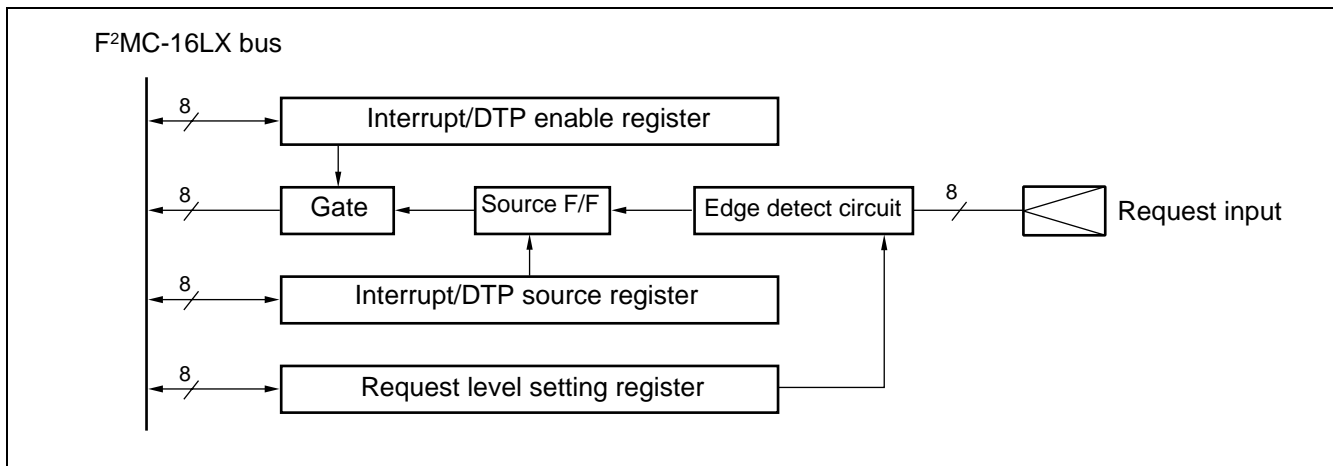 F²MC-16LX bus
8
Interrupt/DTP enable register
8
Gate
Source F/F
Edge detect circuit
8
Request input
8
Interrupt/DTP source register
8
Request level setting register